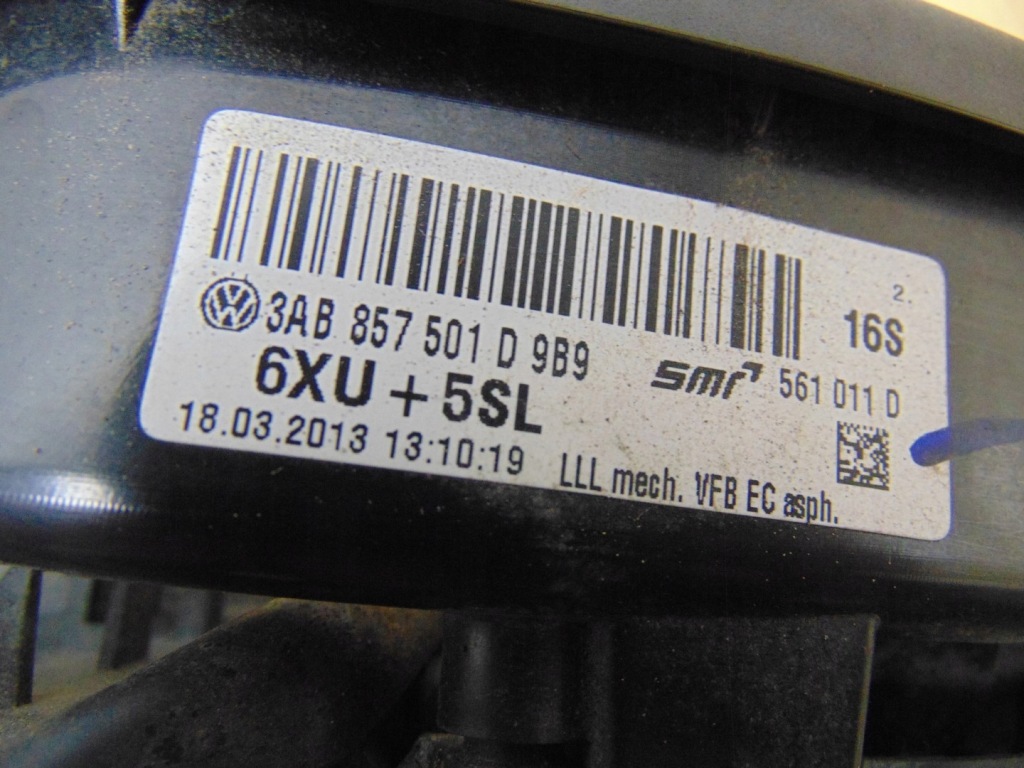 2.
16S
3AB 857 501 D 9B9
smr 561 011 D
6XU + 5SL
18.03.2013 13:10:19
LLL mech. VFB EC asph.